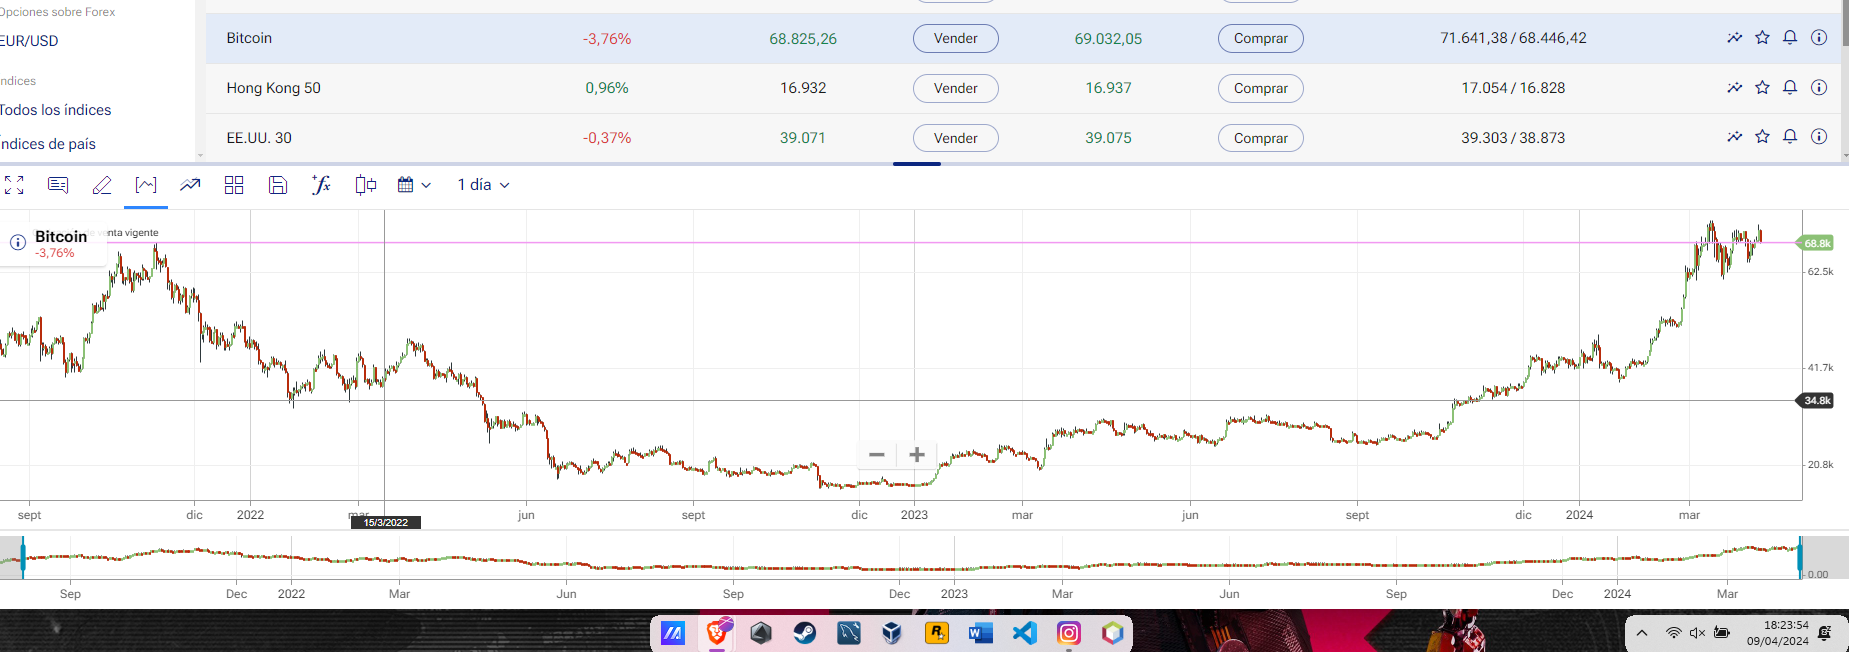 Opciones sobre Forex
EUR/USD
Índices
Todos los índices
Índices de país
Bitcoin -3,76% 68.825,26 Vender 69.032,05 Comprar 71.641,38 / 68.446,42
Hong Kong 50 0,96% 16.932 Vender 16.937 Comprar 17.054 / 16.828
EE.UU. 30 -0,37% 39.071 Vender 39.075 Comprar 39.303 / 38.873
fx
1 día
venta vigente
Bitcoin
-3,76%
68.8k
62.5k
41.7k
34.8k
20.8k
sept dic 2022 mar jun sept dic 2023 mar jun sept dic 2024 mar
15/3/2022
0.00
Sep Dec 2022 Mar Jun Sep Dec 2023 Mar Jun Sep Dec 2024 Mar
18:23:54
09/04/2024